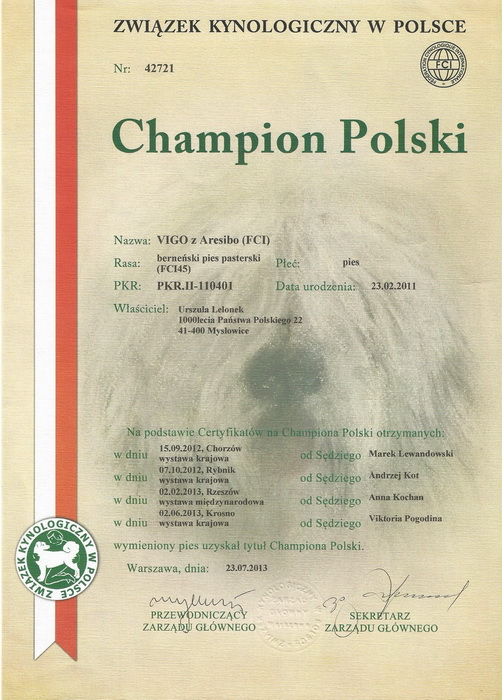 ZWIĄZEK KYNOLOGICZNY W POLSCE
Nr: 42721
FCI
FEDERATION CYNOLOGIQUE INTERNATIONALE
Champion Polski
Nazwa: VIGO z Aresibo (FCI)
Rasa: berneński pies pasterski (FCI45) Płeć: pies
PKR: PKR.II-110401 Data urodzenia: 23.02.2011
Właściciel: Urszula Lelonek
1000lecia Państwa Polskiego 22
41-400 Mysłowice
Na podstawie Certyfikatów na Championa Polski otrzymanych:
w dniu 15.09.2012, Chorzów wystawa krajowa od Sędziego Marek Lewandowski
w dniu 07.10.2012, Rybnik wystawa krajowa od Sędziego Andrzej Kot
w dniu 02.02.2013, Rzeszów wystawa międzynarodowa od Sędziego Anna Kochan
w dniu 02.06.2013, Krosno wystawa krajowa od Sędziego Viktoria Pogodina
wymieniony pies uzyskał tytuł Championa Polski.
Warszawa, dnia: 23.07.2013
PRZEWODNICZĄCY
ZARZĄDU GŁÓWNEGO
SEKRETARZ
ZARZĄDU GŁÓWNEGO
ZWIĄZEK KYNOLOGICZNY W POLSCE